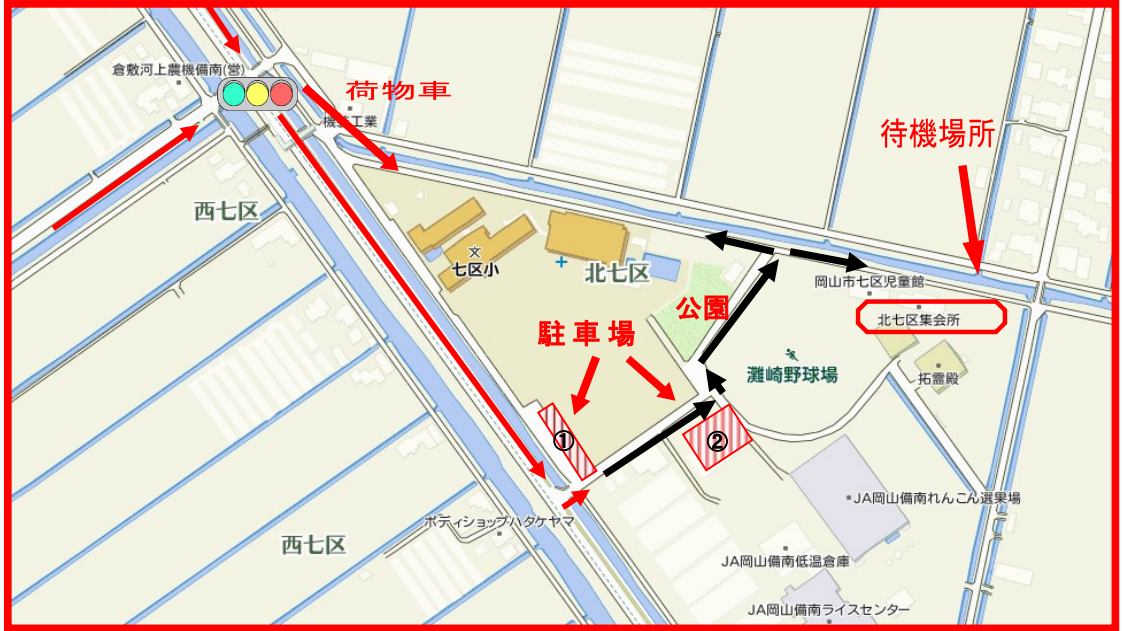 倉敷河上農機備南(営)
荷物車
機装工業
待機場所
西七区
七区小
北七区
岡山市七区児童館
公園
北七区集会所
駐車場
灘崎野球場
拓霊殿
①
②
JA岡山備南れんこん選果場
ボディショップハタケヤマ
西七区
JA岡山備南低温倉庫
JA岡山備南ライスセンター